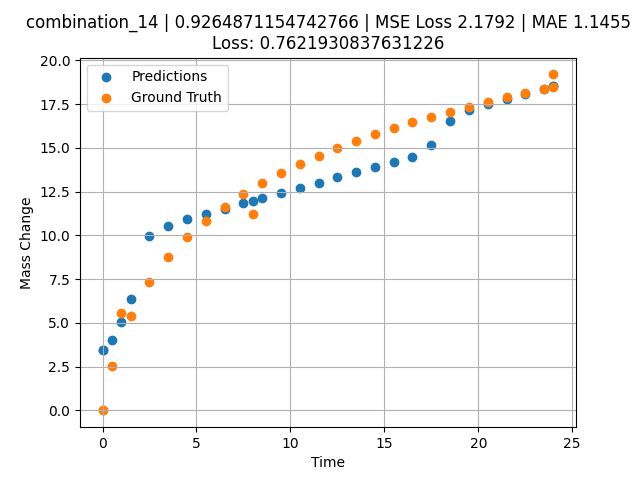 combination_14 | 0.9264871154742766 | MSE Loss 2.1792 | MAE 1.1455
Loss: 0.7621930837631226
Predictions
Ground Truth
Mass Change
20.0
17.5
15.0
12.5
10.0
7.5
5.0
2.5
0.0
0 5 10 15 20 25
Time